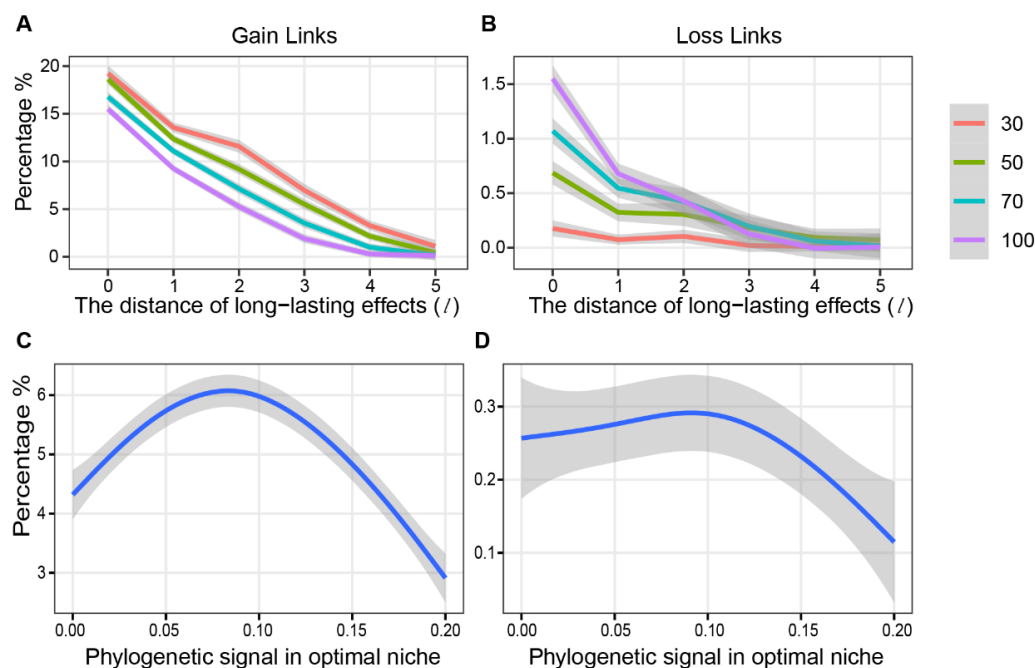 A
Gain Links
B
Loss Links
Percentage %
20
15
10
5
0
0 1 2 3 4 5
The distance of long−lasting effects (l)
1.5
1.0
0.5
0.0
0 1 2 3 4 5
The distance of long−lasting effects (l)
30
50
70
100
C
Percentage %
6
5
4
3
0.00 0.05 0.10 0.15 0.20
Phylogenetic signal in optimal niche
D
0.3
0.2
0.1
0.00 0.05 0.10 0.15 0.20
Phylogenetic signal in optimal niche